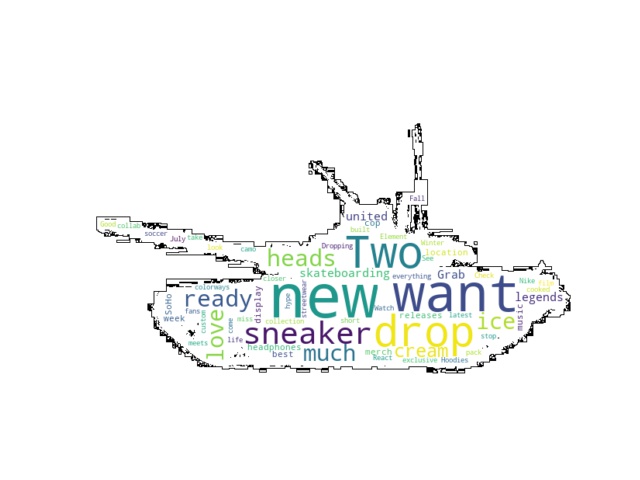 Fall
united
cop
Good collab
soccer
July take
built
Element
look
camo
Dropping
Two
Winter
location
heads
See
closer
skateboarding
everything
Grab
Check
Nike
colorways
new
want
cooked
ready
display
hype
streetwear
legends
SoHo
fans
Watch
week
love
custom
come
miss
collection
short
releases
latest
ice
music
sneaker
drop
life
stop
meets
headphones
best
much
merch
cream
pack
React
exclusive
Hoodies